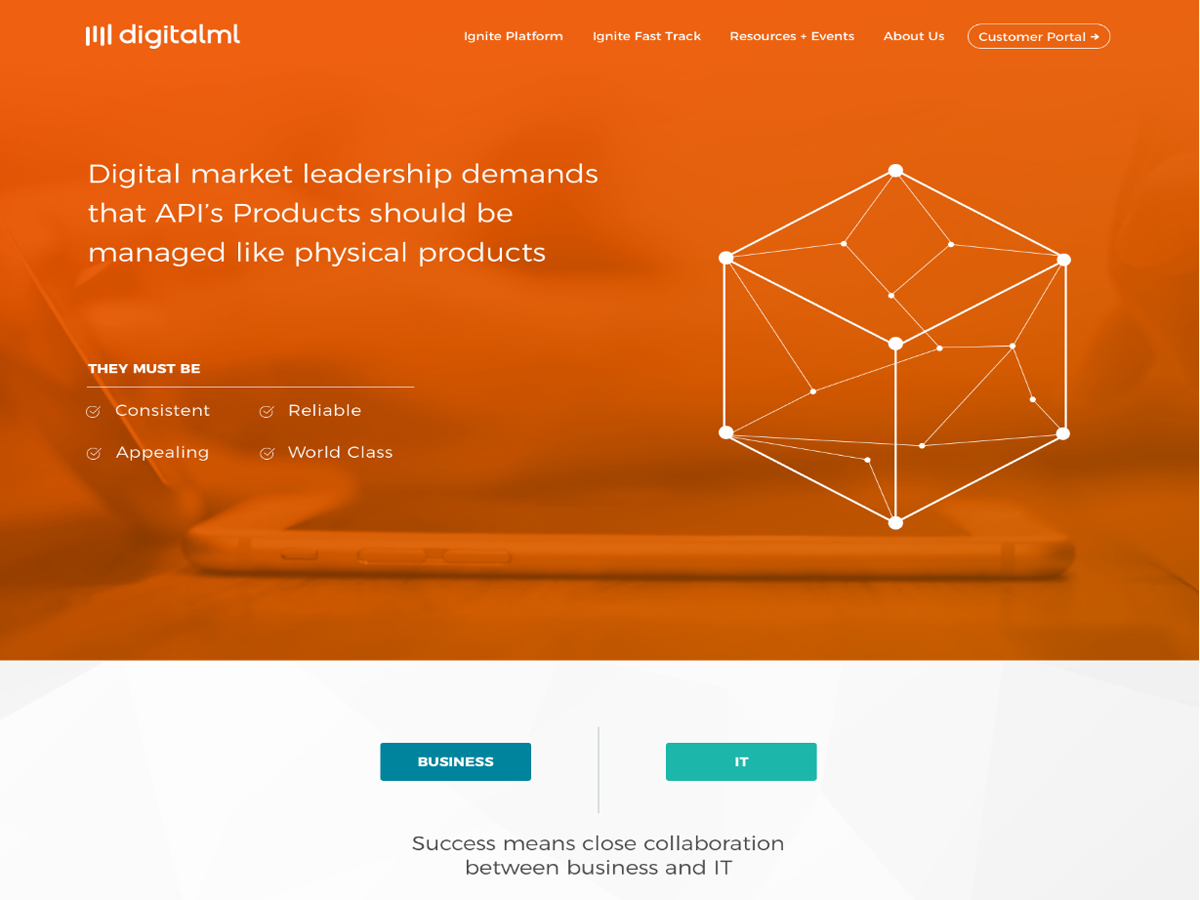 digitalml
Ignite Platform
Ignite Fast Track
Resources + Events
About Us
Customer Portal →
Digital market leadership demands
that API's Products should be
managed like physical products
THEY MUST BE
Consistent
Reliable
Appealing
World Class
BUSINESS
IT
Success means close collaboration
between business and IT